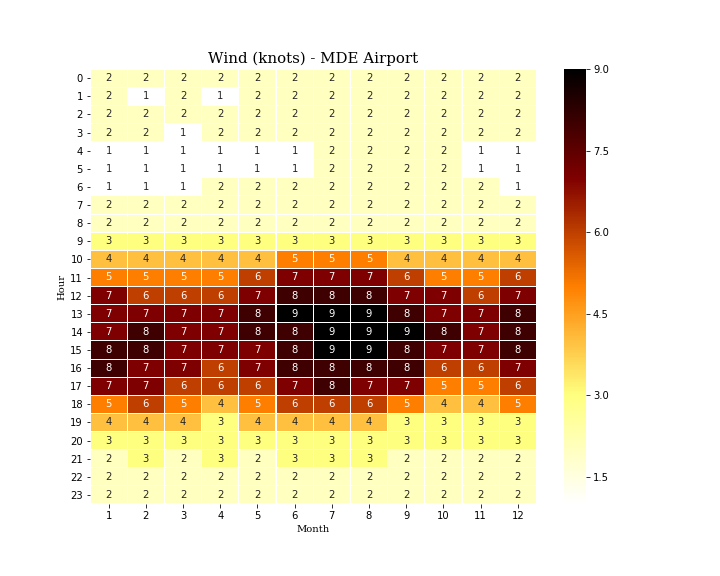 Wind (knots) - MDE Airport
0 2 2 2 2 2 2 2 2 2 2 2 2 9.0
1 2 1 2 1 2 2 2 2 2 2 2 2
2 2 2 2 2 2 2 2 2 2 2 2 2
3 2 2 1 2 2 2 2 2 2 2 2 2
4 1 1 1 1 1 1 2 2 2 2 1 1 7.5
5 1 1 1 1 1 1 2 2 2 2 1 1
6 1 1 1 2 2 2 2 2 2 2 2 1
7 2 2 2 2 2 2 2 2 2 2 2 2
8 2 2 2 2 2 2 2 2 2 2 2 2
9 3 3 3 3 3 3 3 3 3 3 3 3 6.0
10 4 4 4 4 4 5 5 5 4 4 4 4
11 5 5 5 5 6 7 7 7 6 5 5 6
Hour
12 7 6 6 6 7 8 8 8 7 7 6 7
13 7 7 7 7 8 9 9 9 8 7 7 8 4.5
14 7 8 7 7 8 8 9 9 9 8 7 8
15 8 8 7 7 7 8 9 9 8 7 7 8
16 8 7 7 6 7 8 8 8 8 6 6 7
17 7 7 6 6 6 7 8 7 7 5 5 6
18 5 6 5 4 5 6 6 6 5 4 4 5 3.0
19 4 4 4 3 4 4 4 4 3 3 3 3
20 3 3 3 3 3 3 3 3 3 3 3 3
21 2 3 2 3 2 3 3 3 2 2 2 2
22 2 2 2 2 2 2 2 2 2 2 2 2 1.5
23 2 2 2 2 2 2 2 2 2 2 2 2
1 2 3 4 5 6 7 8 9 10 11 12
Month